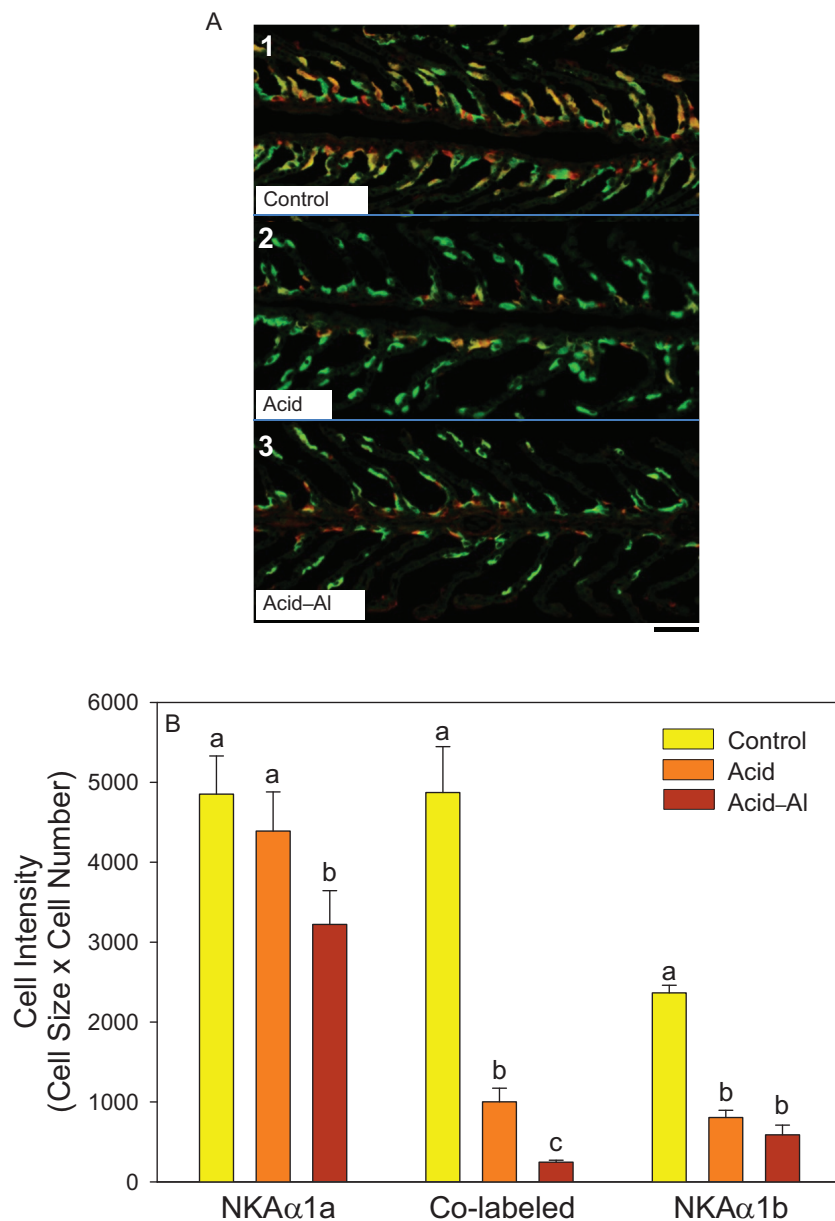 A
1
Control
2
Acid
3
Acid–Al
B
6000
5000
4000
3000
2000
1000
0
Cell Intensity
(Cell Size x Cell Number)
a
a
b
a
b
c
a
b
b
Control
Acid
Acid–Al
NKAα1a
Co-labeled
NKAα1b